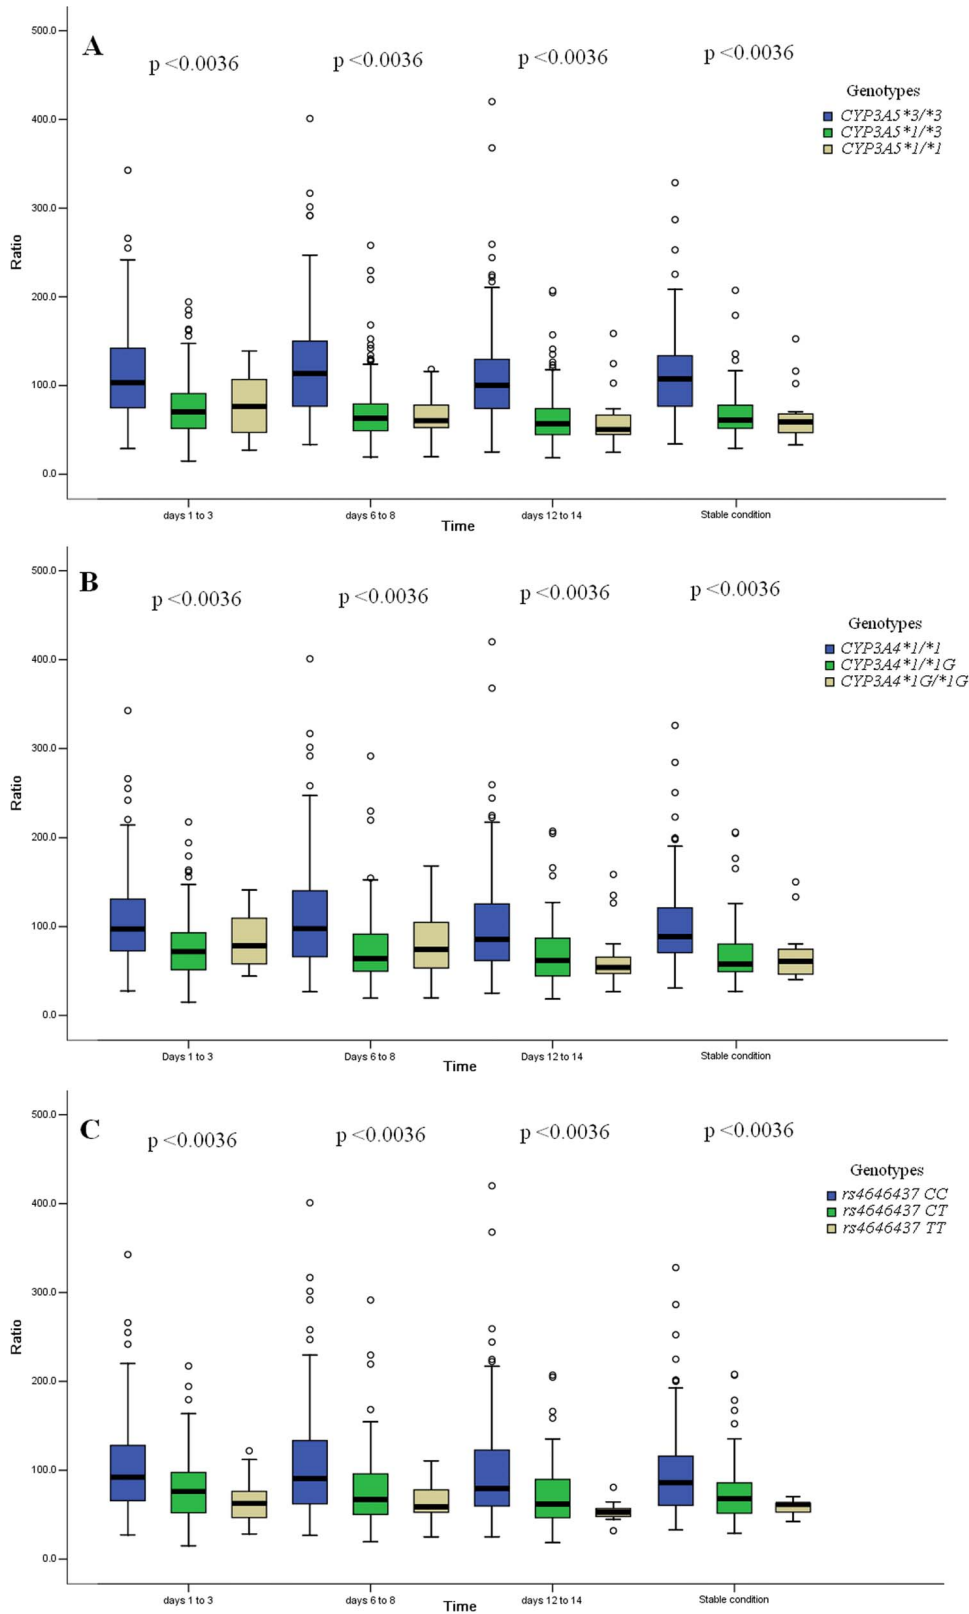 A
p <0.0036
p <0.0036
p <0.0036
p <0.0036
Genotypes
CYP3A5*3/*3
CYP3A5*1/*3
CYP3A5*1/*1
500.0
400.0
300.0
200.0
100.0
0.0
Ratio
days 1 to 3
days 6 to 8
days 12 to 14
Stable condition
Time
B
p <0.0036
p <0.0036
p <0.0036
p <0.0036
Genotypes
CYP3A4*1/*1
CYP3A4*1/*1G
CYP3A4*1G/*1G
500.0
400.0
300.0
200.0
100.0
0.0
Ratio
Days 1 to 3
Days 6 to 8
Days 12 to 14
Stable condition
Time
C
p <0.0036
p <0.0036
p <0.0036
p <0.0036
Genotypes
rs4646437 CC
rs4646437 CT
rs4646437 TT
500.0
400.0
300.0
200.0
100.0
0.0
Ratio
days 1 to 3
days 6 to 8
days 12 to 14
Stable condition
Time